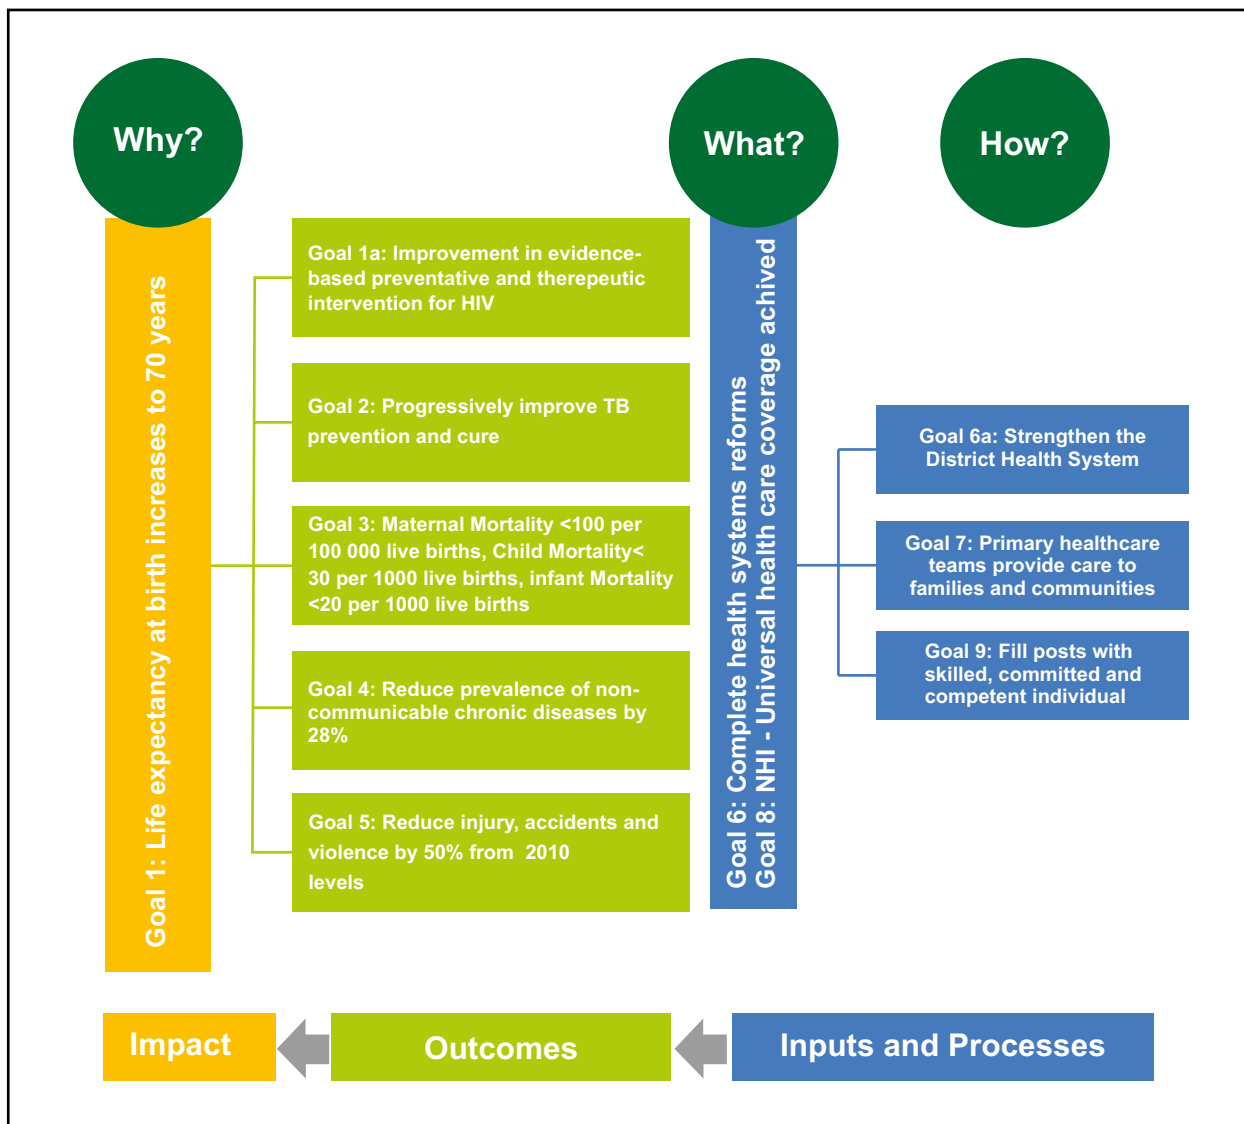 Why?
What?
How?
Goal 1: Life expectancy at birth increases to 70 years
Goal 1a: Improvement in evidence-
based preventative and therepeutic
intervention for HIV
Goal 2: Progressively improve TB
prevention and cure
Goal 3: Maternal Mortality <100 per
100 000 live births, Child Mortality<
30 per 1000 live births, infant Mortality
<20 per 1000 live births
Goal 4: Reduce prevalence of non-
communicable chronic diseases by
28%
Goal 5: Reduce injury, accidents and
violence by 50% from  2010
levels
Goal 6: Complete health systems reforms
Goal 8: NHI - Universal health care coverage achived
Goal 6a: Strengthen the
District Health System
Goal 7: Primary healthcare
teams provide care to
families and communities
Goal 9: Fill posts with
skilled, committed and
competent individual
Impact
Outcomes
Inputs and Processes